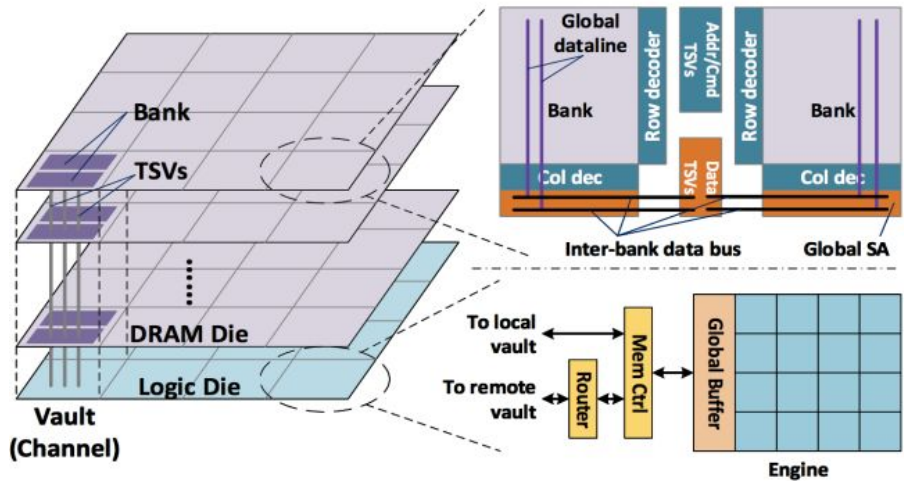 Bank
TSVs
DRAM Die
Logic Die
Vault
(Channel)
Global
dataline
Bank
Row decoder
Addr/Cmd
TSVs
Row decoder
Bank
Col dec
Data
TSVs
Col dec
Inter-bank data bus
Global SA
To local
vault
To remote
vault
Router
Mem Ctrl
Global Buffer
Engine